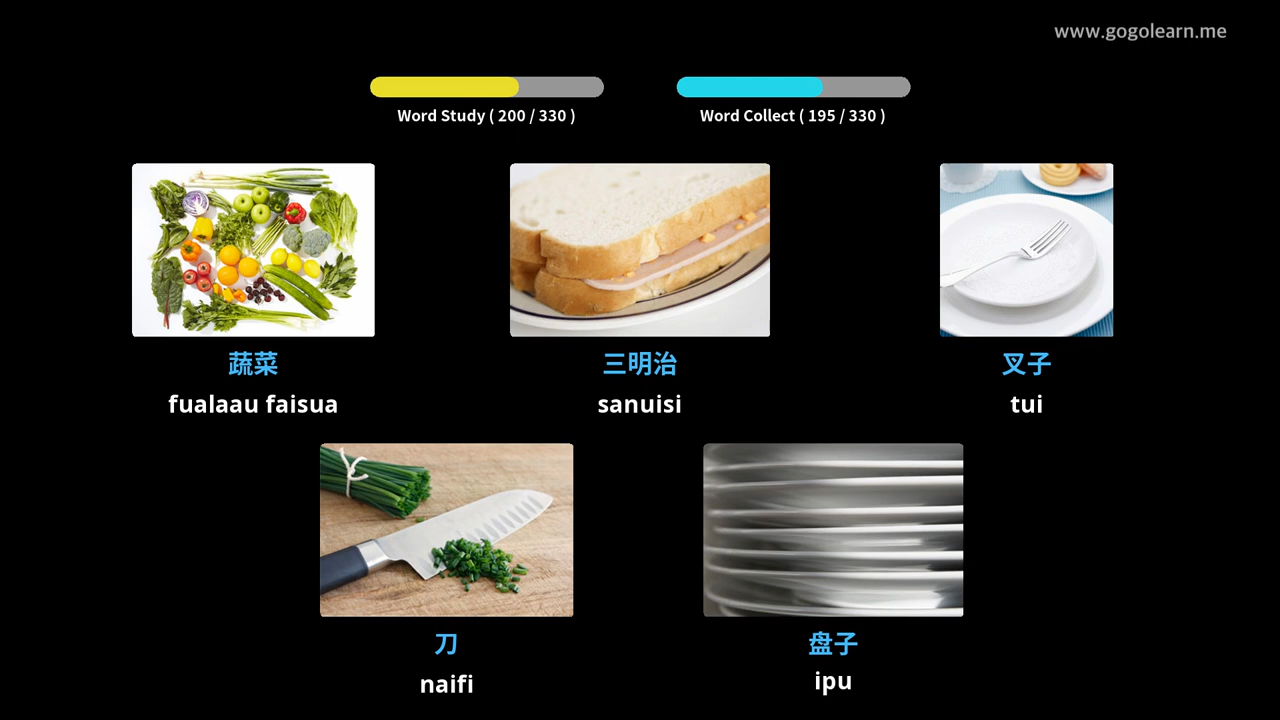 www.gogolearn.me
Word Study ( 200 / 330 )
Word Collect ( 195 / 330 )
蔬菜
三明治
叉子
fualaau faisua
sanuisi
tui
刀
盘子
naifi
ipu